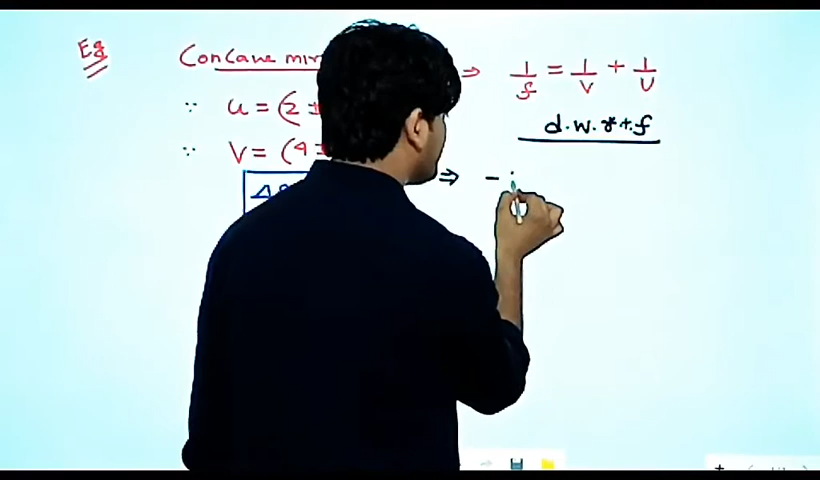 Eg
Concave mir
⇒ 1/f = 1/v + 1/u
∵ u = (2 ±
d.w.r.t.f
∵ v = (4 ±
⇒ -